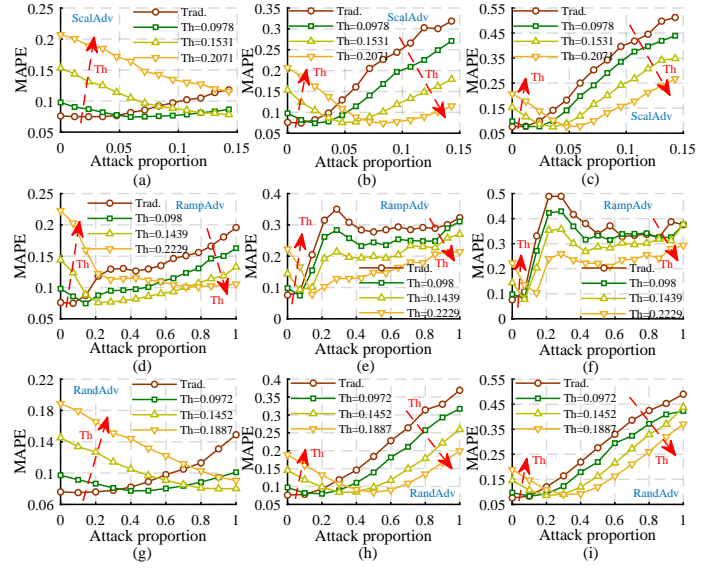 ScalAdv
Trad.
Th=0.0978
Th=0.1531
Th=0.2071
Th
MAPE
0.25
0.2
0.15
0.1
0.05
0
0.05
0.1
0.15
Attack proportion
(a)
ScalAdv
Trad.
Th=0.0978
Th=0.1531
Th=0.2071
Th
Th
0.35
0.3
0.25
0.2
0.15
0.1
0.05
0
0.05
0.1
0.15
Attack proportion
(b)
Trad.
Th=0.0978
Th=0.1531
Th=0.2071
Th
Th
ScalAdv
MAPE
0.55
0.45
0.35
0.25
0.15
0.05
0
0.05
0.1
0.15
Attack proportion
(c)
RampAdv
Trad.
Th=0.098
Th=0.1439
Th=0.2229
Th
Th
MAPE
0.25
0.2
0.15
0.1
0.05
0
0.2
0.4
0.6
0.8
1
Attack proportion
(d)
RampAdv
Trad.
Th=0.098
Th=0.1439
Th=0.2229
Th
Th
MAPE
0.4
0.3
0.2
0.1
0
0
0.2
0.4
0.6
0.8
1
Attack proportion
(e)
RampAdv
Trad.
Th=0.098
Th=0.1439
Th=0.2229
Th
Th
MAPE
0.5
0.4
0.3
0.2
0.1
0
0
0.2
0.4
0.6
0.8
1
Attack proportion
(f)
RandAdv
Trad.
Th=0.0972
Th=0.1452
Th=0.1887
Th
MAPE
0.18
0.14
0.1
0.06
0
0.2
0.4
0.6
0.8
1
Attack proportion
(g)
Trad.
Th=0.0972
Th=0.1452
Th=0.1887
Th
Th
RandAdv
MAPE
0.4
0.35
0.3
0.25
0.2
0.15
0.1
0.05
0
0.2
0.4
0.6
0.8
1
Attack proportion
(h)
Trad.
Th=0.0972
Th=0.1452
Th=0.1887
Th
Th
RandAdv
MAPE
0.55
0.45
0.35
0.25
0.15
0.05
0
0.2
0.4
0.6
0.8
1
Attack proportion
(i)